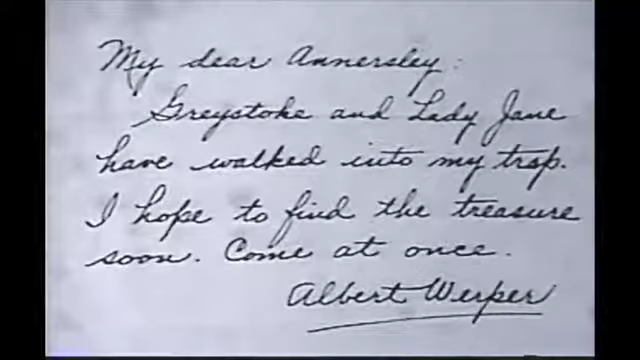 My dear Annersley:
Greystoke and Lady Jane
have walked into my trap.
I hope to find the treasure
soon. Come at once.
Albert Werper